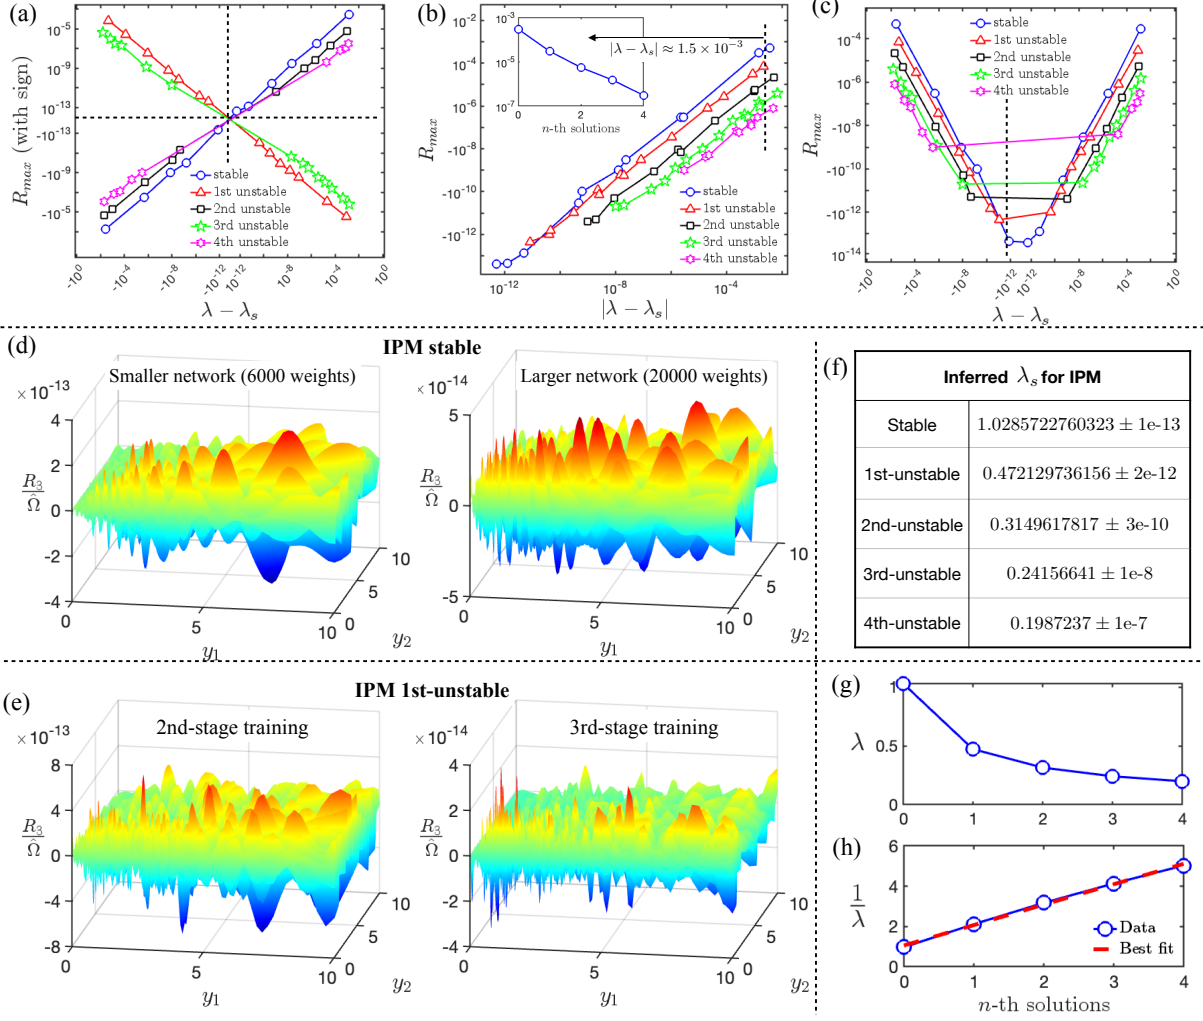 (a)
R_max (with sign)
10^-5
10^-9
10^-13
-10^-13
-10^-9
-10^-5
-10^0
-10^-4
-10^-8
-10^-12
10^-12
10^-8
10^-4
10^0
λ − λ_s
stable
1st unstable
2nd unstable
3rd unstable
4th unstable
(b)
R_max
10^-2
10^-4
10^-6
10^-8
10^-10
10^-12
10^-12
10^-8
10^-4
|λ − λ_s|
10^-3
10^-5
10^-7
0
2
4
n-th solutions
|λ − λ_s| ≈ 1.5 × 10^-3
stable
1st unstable
2nd unstable
3rd unstable
4th unstable
(c)
R_max
10^-4
10^-6
10^-8
10^-10
10^-12
10^-14
-10^0
-10^-4
-10^-8
-10^-12
10^-12
10^-8
10^-4
10^0
λ − λ_s
stable
1st unstable
2nd unstable
3rd unstable
4th unstable
(d)
IPM stable
Smaller network (6000 weights)
× 10^-13
R_3 / Ω̂
4
2
0
-2
-4
0
5
10
y_1
0
5
10
y_2
Larger network (20000 weights)
× 10^-14
R_3 / Ω̂
5
0
-5
0
5
10
y_1
0
5
10
y_2
(e)
IPM 1st-unstable
2nd-stage training
× 10^-13
R_3 / Ω̂
8
4
0
-4
-8
0
5
10
y_1
0
5
10
y_2
3rd-stage training
× 10^-14
R_3 / Ω̂
4
2
0
-2
-4
0
5
10
y_1
0
5
10
y_2
(f)
Inferred λ_s for IPM
Stable 1.0285722760323 ± 1e-13
1st-unstable 0.472129736156 ± 2e-12
2nd-unstable 0.3149617817 ± 3e-10
3rd-unstable 0.24156641 ± 1e-8
4th-unstable 0.1987237 ± 1e-7
(g)
λ
1
0.5
0
0 1 2 3 4
(h)
1/λ
6
4
2
0
0 1 2 3 4
Data
Best fit
n-th solutions